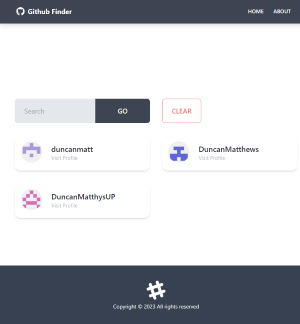 Github Finder
HOME ABOUT
Search GO CLEAR
duncanmatt
Visit Profile
DuncanMatthews
Visit Profile
DuncanMatthysUP
Visit Profile
Copyright © 2023 All rights reserved